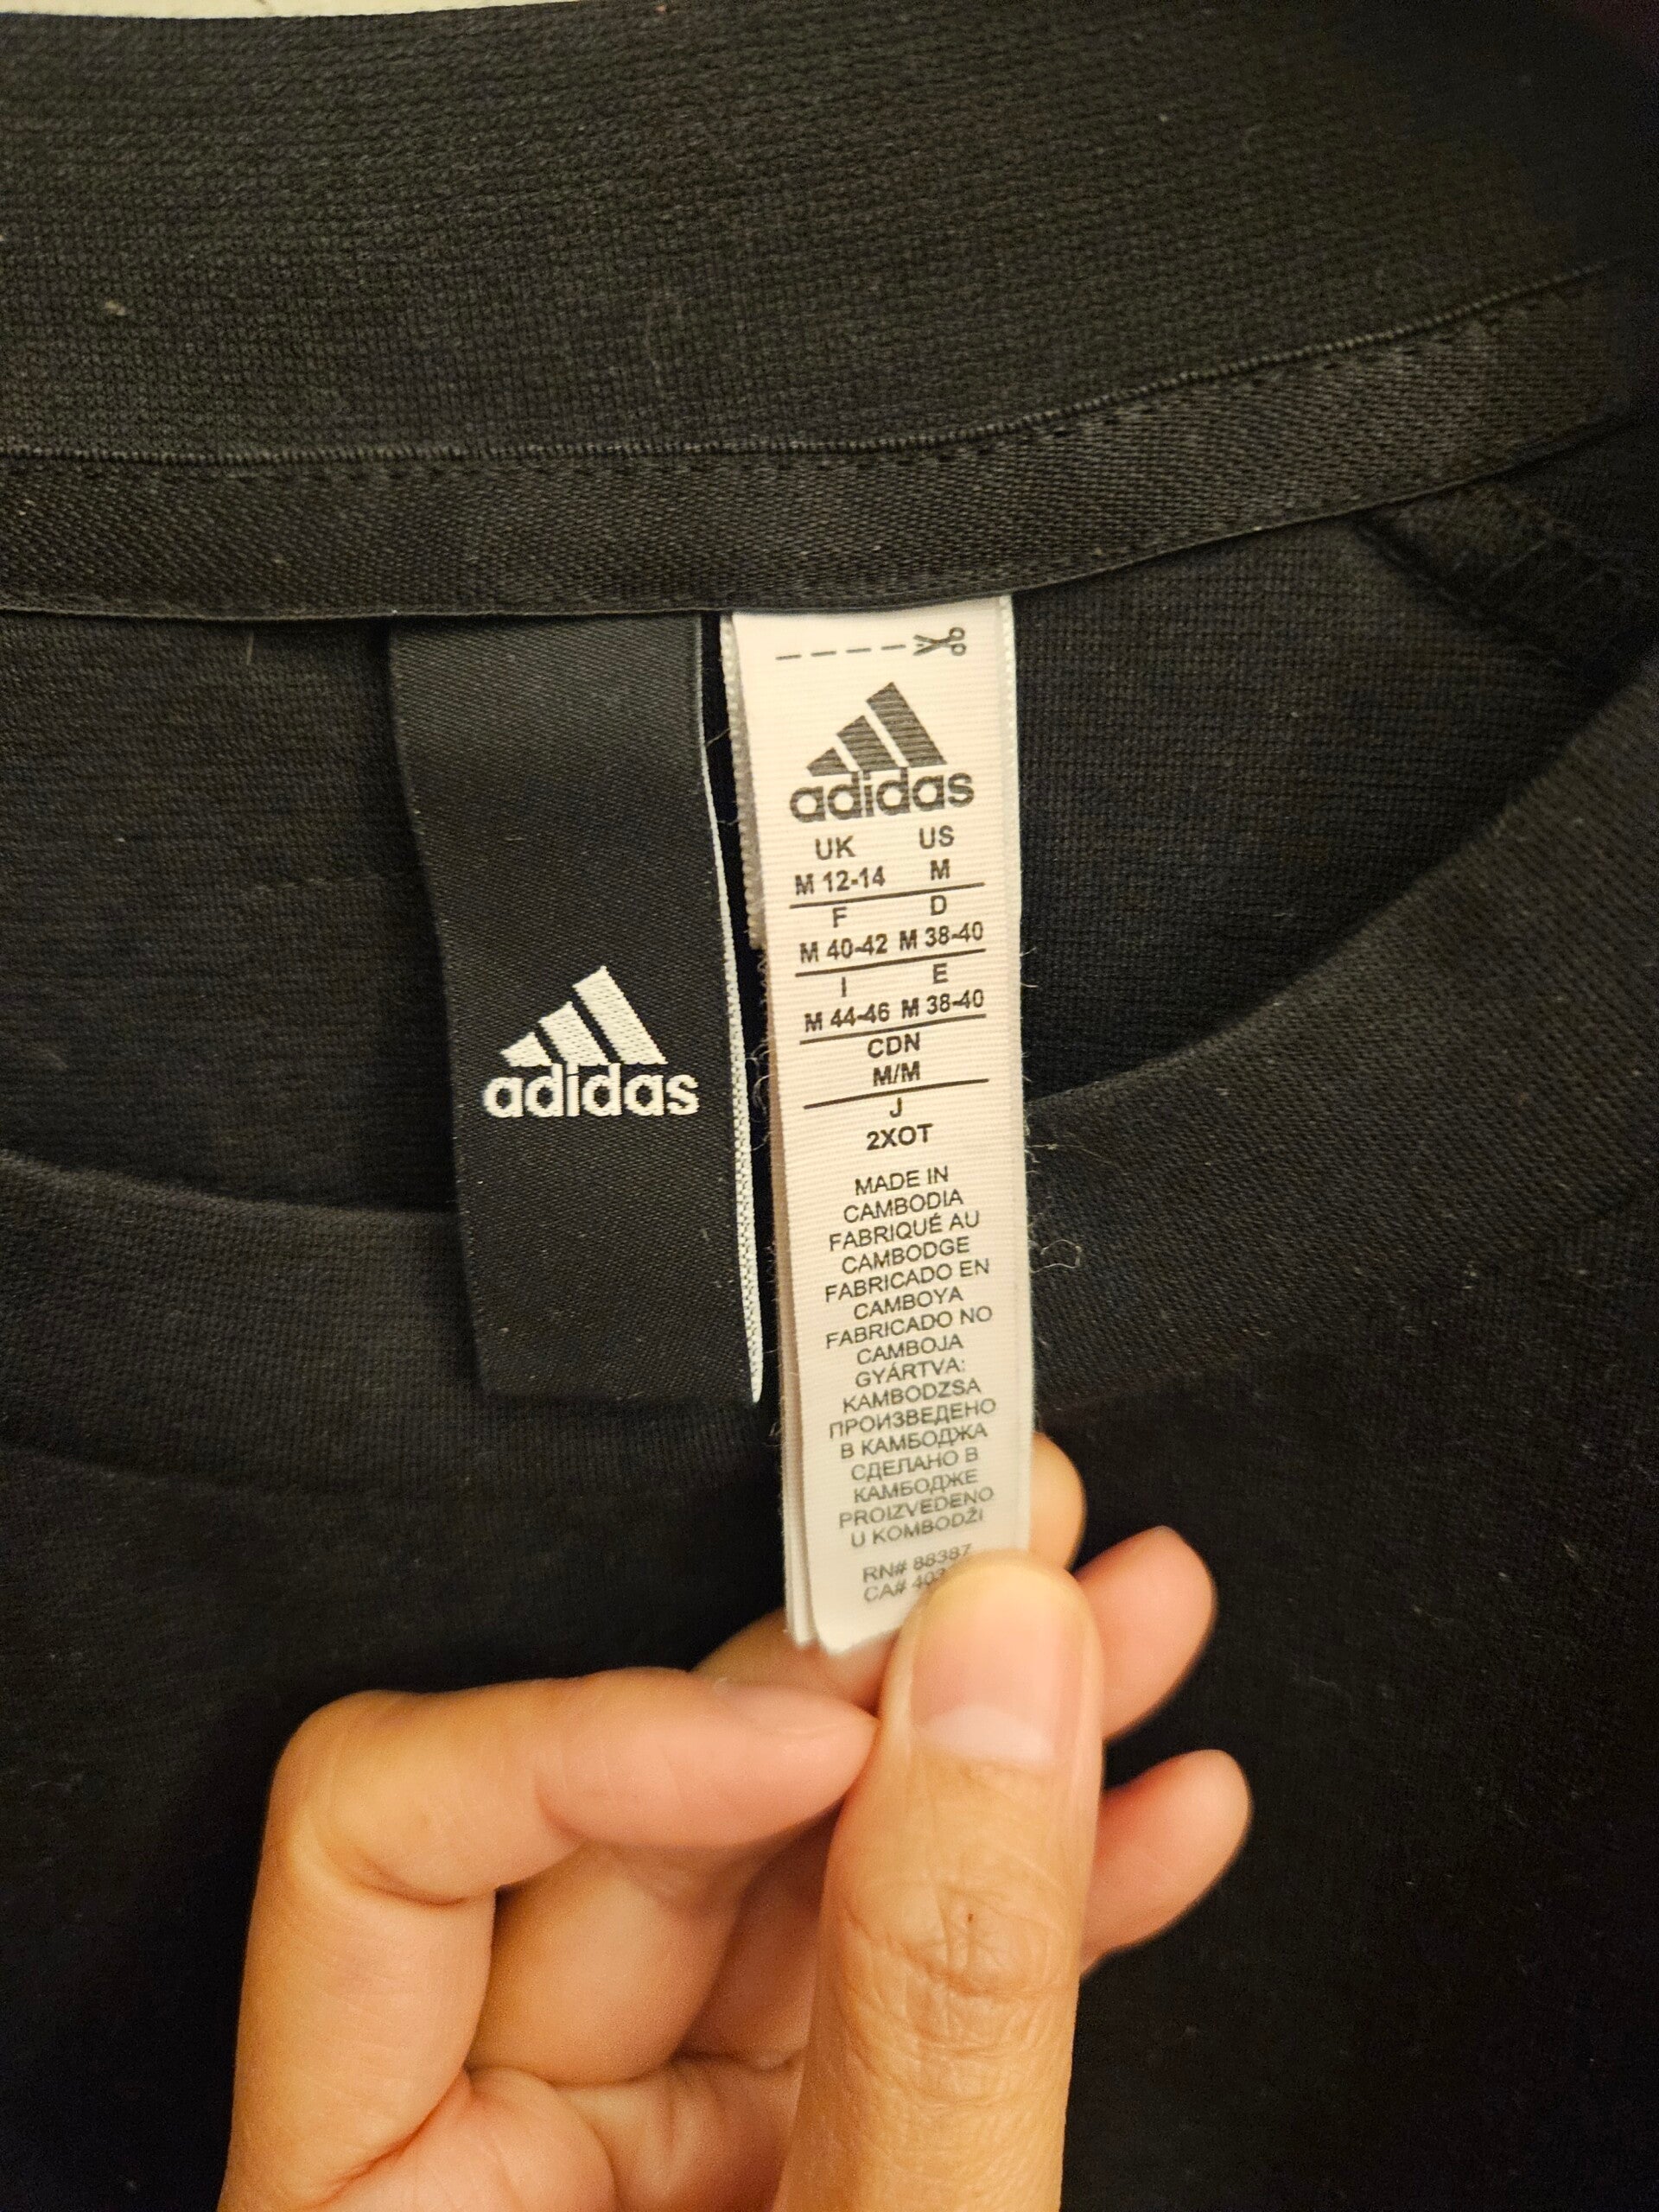 adidas
adidas
UK US
M 12-14 M
F D
M 40-42 M 38-40
I E
M 44-46 M 38-40
CDN
M/M
J
2XOT
MADE IN
CAMBODIA
FABRIQUÉ AU
CAMBODGE
FABRICADO EN
CAMBOYA
FABRICADO NO
CAMBOJA
GYÁRTVA:
KAMBODZSA
ПРОИЗВЕДЕНО
В КАМБОДЖА
СДЕЛАНО В
КАМБОДЖЕ
PROIZVEDENO
U KOMBODŽI
RN# 88387
CA#